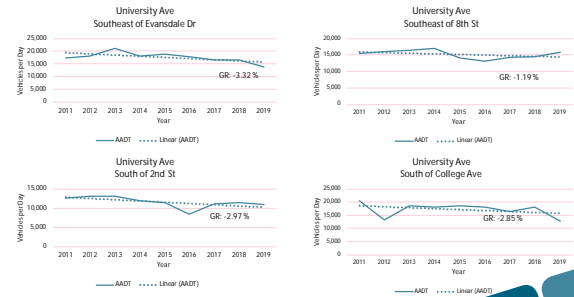 University Ave
Southeast of Evansdale Dr
25,000
20,000
15,000
10,000
5,000
0
Vehicles per Day
GR: -3.32 %
2011 2012 2013 2014 2015 2016 2017 2018 2019
Year
AADT Linear (AADT)
University Ave
Southeast of 8th St
20,000
15,000
10,000
5,000
0
Vehicles per Day
GR: -1.19 %
2011 2012 2013 2014 2015 2016 2017 2018 2019
Year
AADT Linear (AADT)
University Ave
South of 2nd St
15,000
10,000
5,000
0
Vehicles per Day
GR: -2.97 %
2011 2012 2013 2014 2015 2016 2017 2018 2019
Year
AADT Linear (AADT)
University Ave
South of College Ave
25,000
20,000
15,000
10,000
5,000
0
Vehicles per Day
GR: -2.85 %
2011 2012 2013 2014 2015 2016 2017 2018 2019
Year
AADT Linear (AADT)